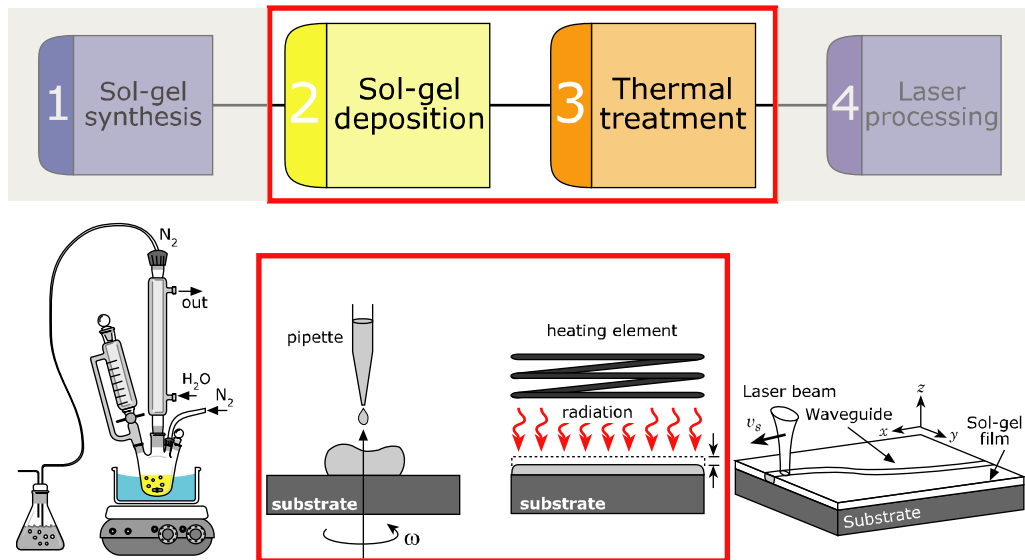 1
Sol-gel
synthesis
2
Sol-gel
deposition
3
Thermal
treatment
4
Laser
processing
N2
out
H2O
N2
pipette
substrate
ω
heating element
radiation
substrate
Laser beam
Waveguide
vs
x
z
y
Sol-gel
film
Substrate